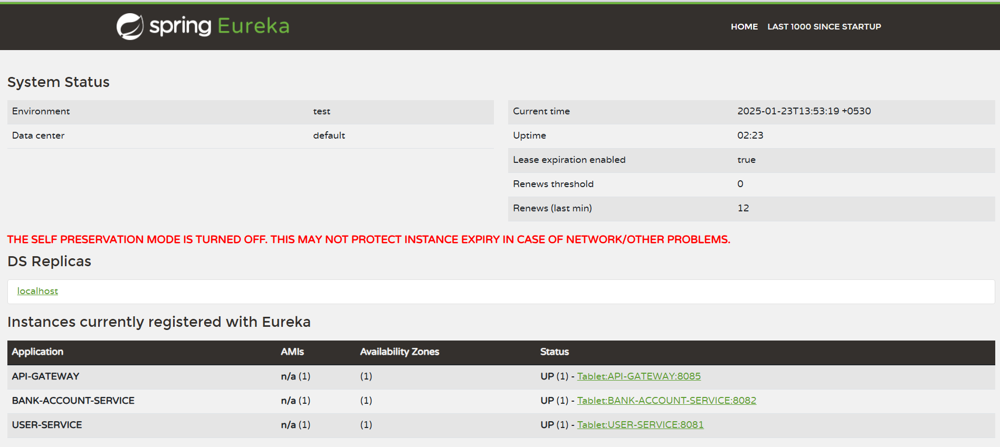 spring Eureka
HOME LAST 1000 SINCE STARTUP
System Status
Environment test
Data center default
Current time 2025-01-23T13:53:19 +0530
Uptime 02:23
Lease expiration enabled true
Renews threshold 0
Renews (last min) 12
THE SELF PRESERVATION MODE IS TURNED OFF. THIS MAY NOT PROTECT INSTANCE EXPIRY IN CASE OF NETWORK/OTHER PROBLEMS.
DS Replicas
localhost
Instances currently registered with Eureka
Application AMIs Availability Zones Status
API-GATEWAY n/a (1) (1) UP (1) - Tablet:API-GATEWAY:8085
BANK-ACCOUNT-SERVICE n/a (1) (1) UP (1) - Tablet:BANK-ACCOUNT-SERVICE:8082
USER-SERVICE n/a (1) (1) UP (1) - Tablet:USER-SERVICE:8081